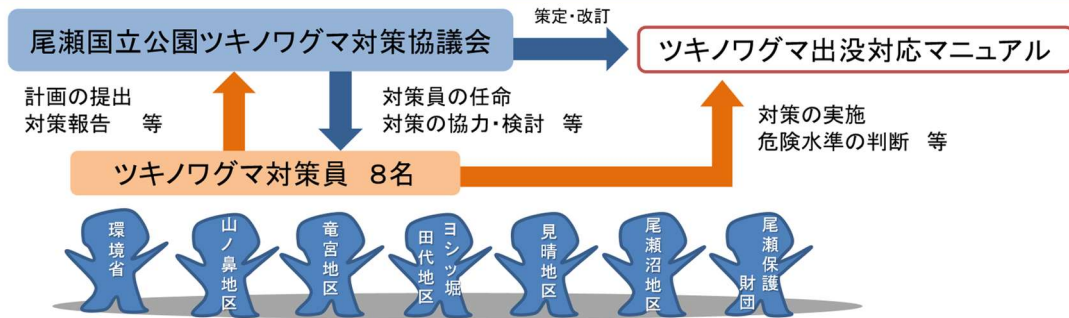 策定・改訂
尾瀬国立公園ツキノワグマ対策協議会
ツキノワグマ出没対応マニュアル
計画の提出
対策報告　等
対策員の任命
対策の協力・検討　等
対策の実施
危険水準の判断　等
ツキノワグマ対策員　８名
環境省
山ノ鼻地区
竜宮地区
ヨシッ堀
田代地区
見晴地区
尾瀬沼地区
尾瀬保護
財団